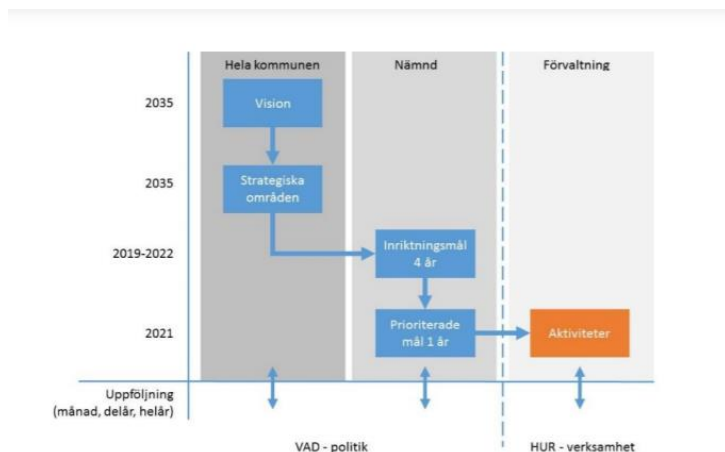 Hela kommunen
Nämnd
Förvaltning
2035
Vision
2035
Strategiska
områden
2019-2022
Inriktningsmål
4 år
2021
Prioriterade
mål 1 år
Aktiviteter
Uppföljning
(månad, delår, helår)
VAD - politik
HUR - verksamhet